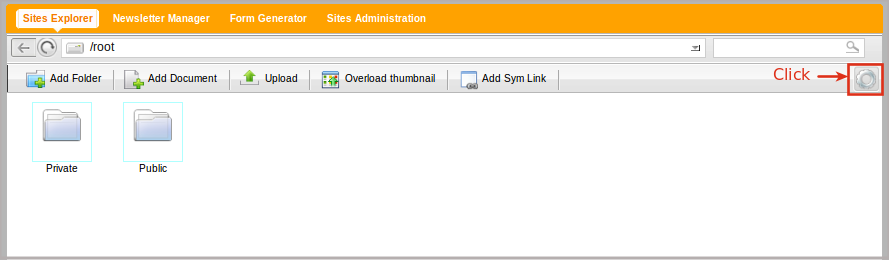 Sites Explorer Newsletter Manager Form Generator Sites Administration
/root
Add Folder Add Document Upload Overload thumbnail Add Sym Link Click
Private Public